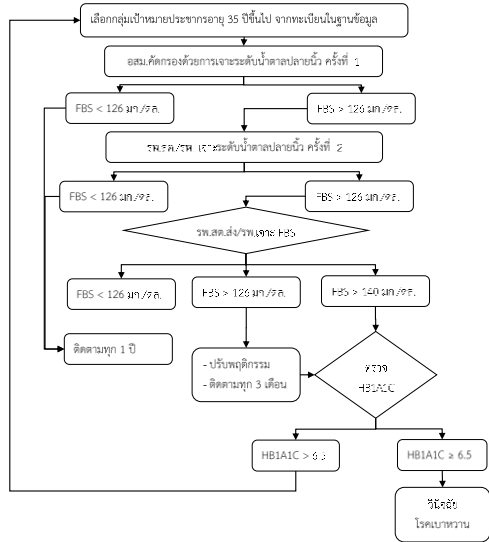 เลือกกลุ่มเป้าหมายประชากรอายุ 35 ปีขึ้นไป จากทะเบียนในฐานข้อมูล
อสม.คัดกรองด้วยการเจาะระดับน้ำตาลปลายนิ้ว ครั้งที่ 1
FBS < 126 มก./ดล.
FBS > 126 มก./ดล.
รพ.สต./รพ. เจาะระดับน้ำตาลปลายนิ้ว ครั้งที่ 2
FBS < 126 มก./ดล.
FBS > 126 มก./ดล.
รพ.สต.ส่ง/รพ.เจาะ FBS
FBS < 126 มก./ดล.
FBS > 126 มก./ดล.
FBS > 140 มก./ดล.
ติดตามทุก 1 ปี
- ปรับพฤติกรรม
- ติดตามทุก 3 เดือน
ตรวจ
HB1A1C
HB1A1C > 6.5
HB1A1C ≥ 6.5
วินิจฉัย
โรคเบาหวาน